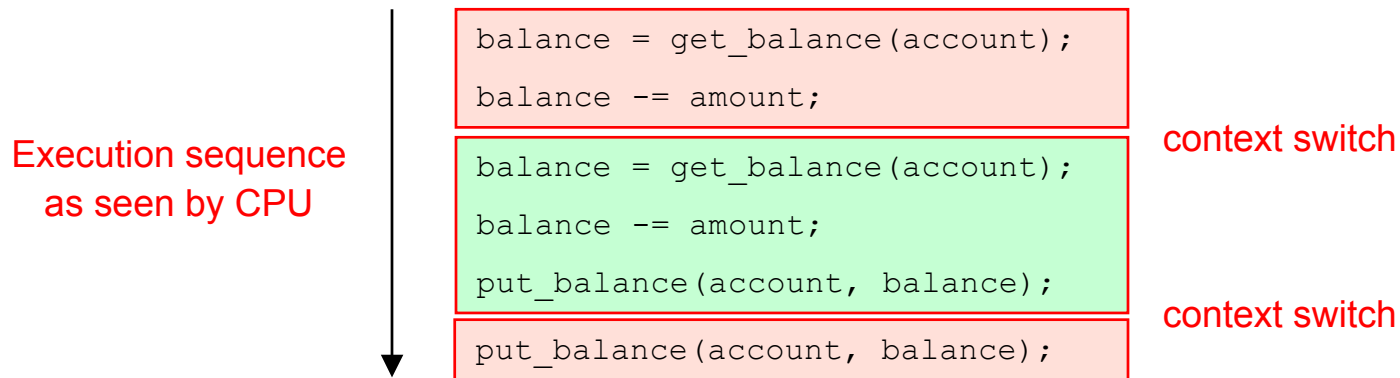 balance = get_balance(account);
balance -= amount;
context switch
Execution sequence
as seen by CPU
balance = get_balance(account);
balance -= amount;
put_balance(account, balance);
context switch
put_balance(account, balance);